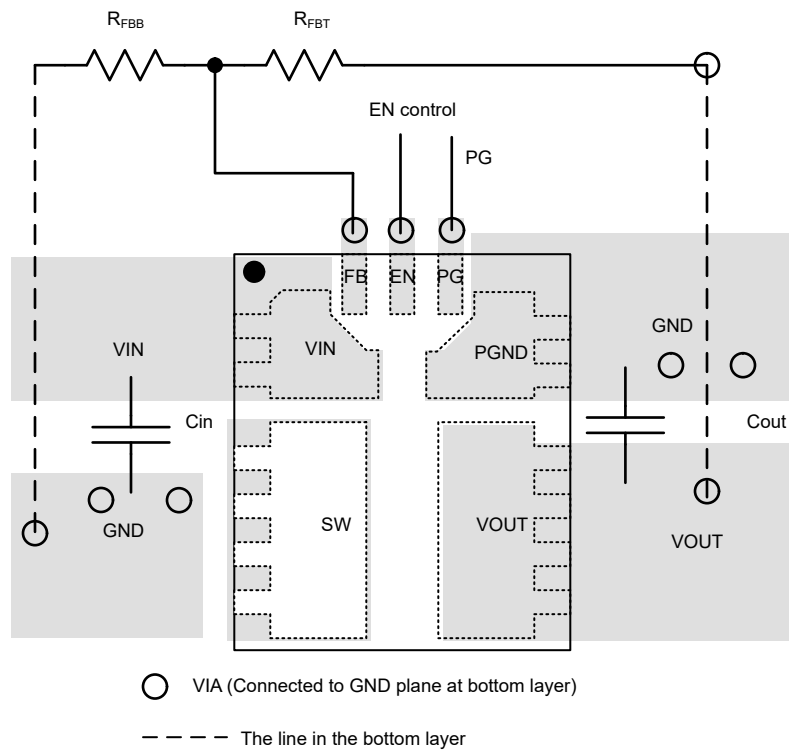 RFBB
RFBT
EN control
PG
FB
EN
PG
GND
VIN
VIN
PGND
Cin
Cout
SW
VOUT
GND
VOUT
VIA (Connected to GND plane at bottom layer)
The line in the bottom layer